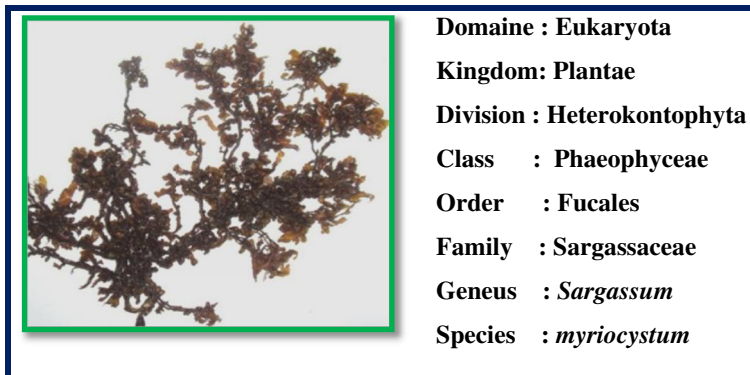 Domaine : Eukaryota
Kingdom: Plantae
Division : Heterokontophyta
Class : Phaeophyceae
Order : Fucales
Family : Sargassaceae
Geneus : Sargassum
Species : myriocystum